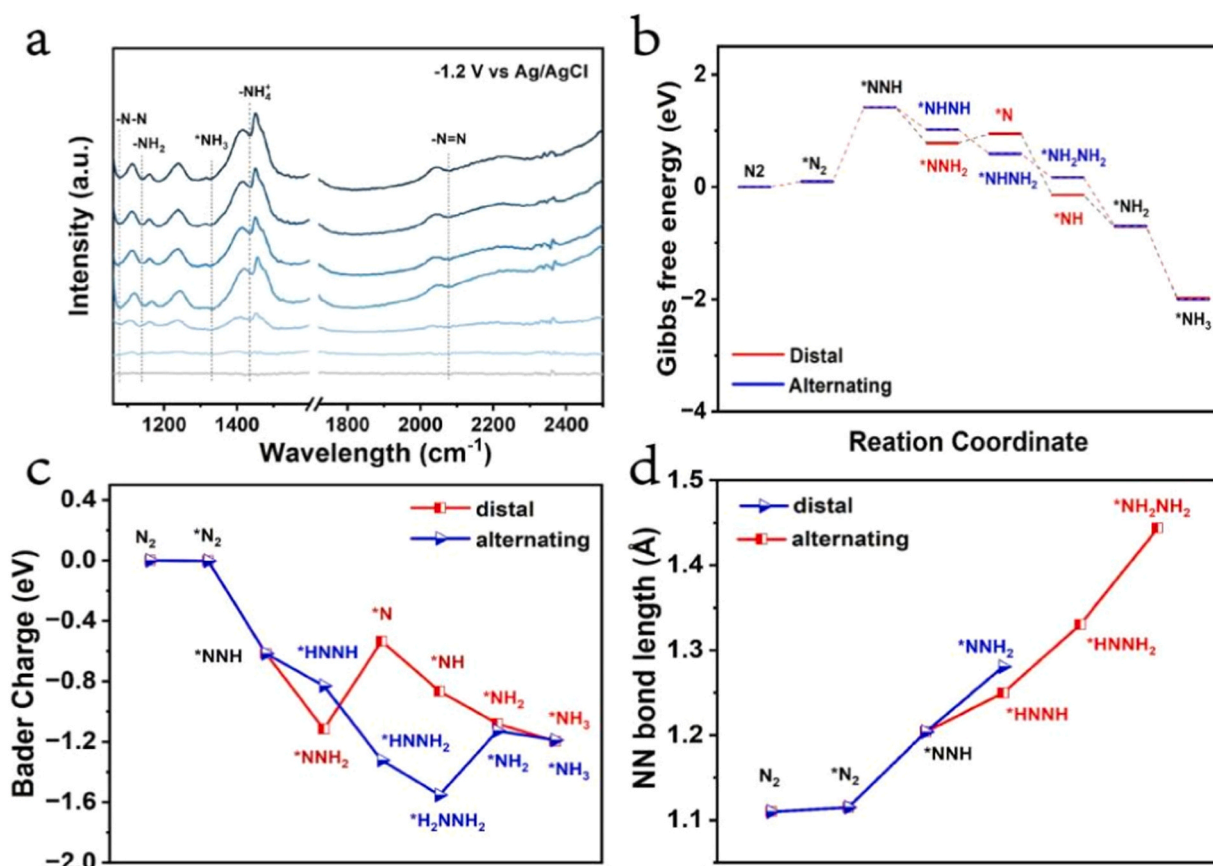 a
-1.2 V vs Ag/AgCl
-N-N
-NH₂
*NH₃
-NH₄⁺
-N=N
Intensity (a.u.)
1200
1400
1800
2000
2200
2400
Wavelength (cm⁻¹)
b
2
0
−2
−4
Gibbs free energy (eV)
N2
*N₂
*NNH
*NHNH
*NNH₂
*N
*NHNH₂
*NH₂NH₂
*NH
*NH₂
*NH₃
Distal
Alternating
Reation Coordinate
c
0.4
0.0
−0.4
−0.8
−1.2
−1.6
−2.0
Bader Charge (eV)
distal
alternating
N₂
*N₂
*NNH
*HNNH
*NNH₂
*N
*HNNH₂
*NH
*H₂NNH₂
*NH₂
*NH₂
*NH₃
*NH₃
d
1.5
1.4
1.3
1.2
1.1
NN bond length (Å)
distal
alternating
N₂
*N₂
*NNH
*NNH₂
*HNNH
*HNNH₂
*NH₂NH₂